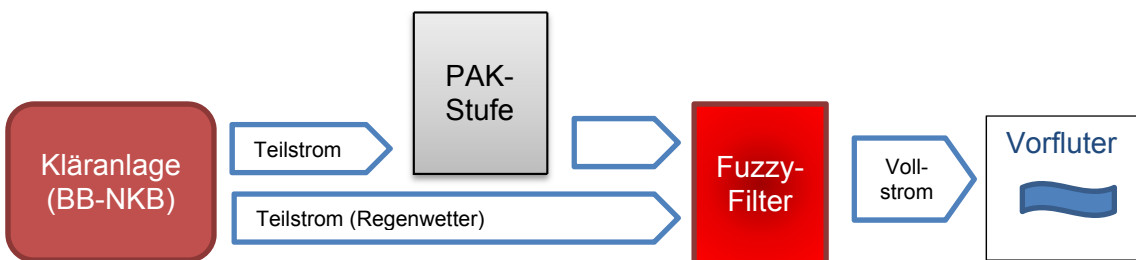 Kläranlage
(BB-NKB)
Teilstrom
PAK-
Stufe
Teilstrom (Regenwetter)
Fuzzy-
Filter
Voll-
strom
Vorfluter